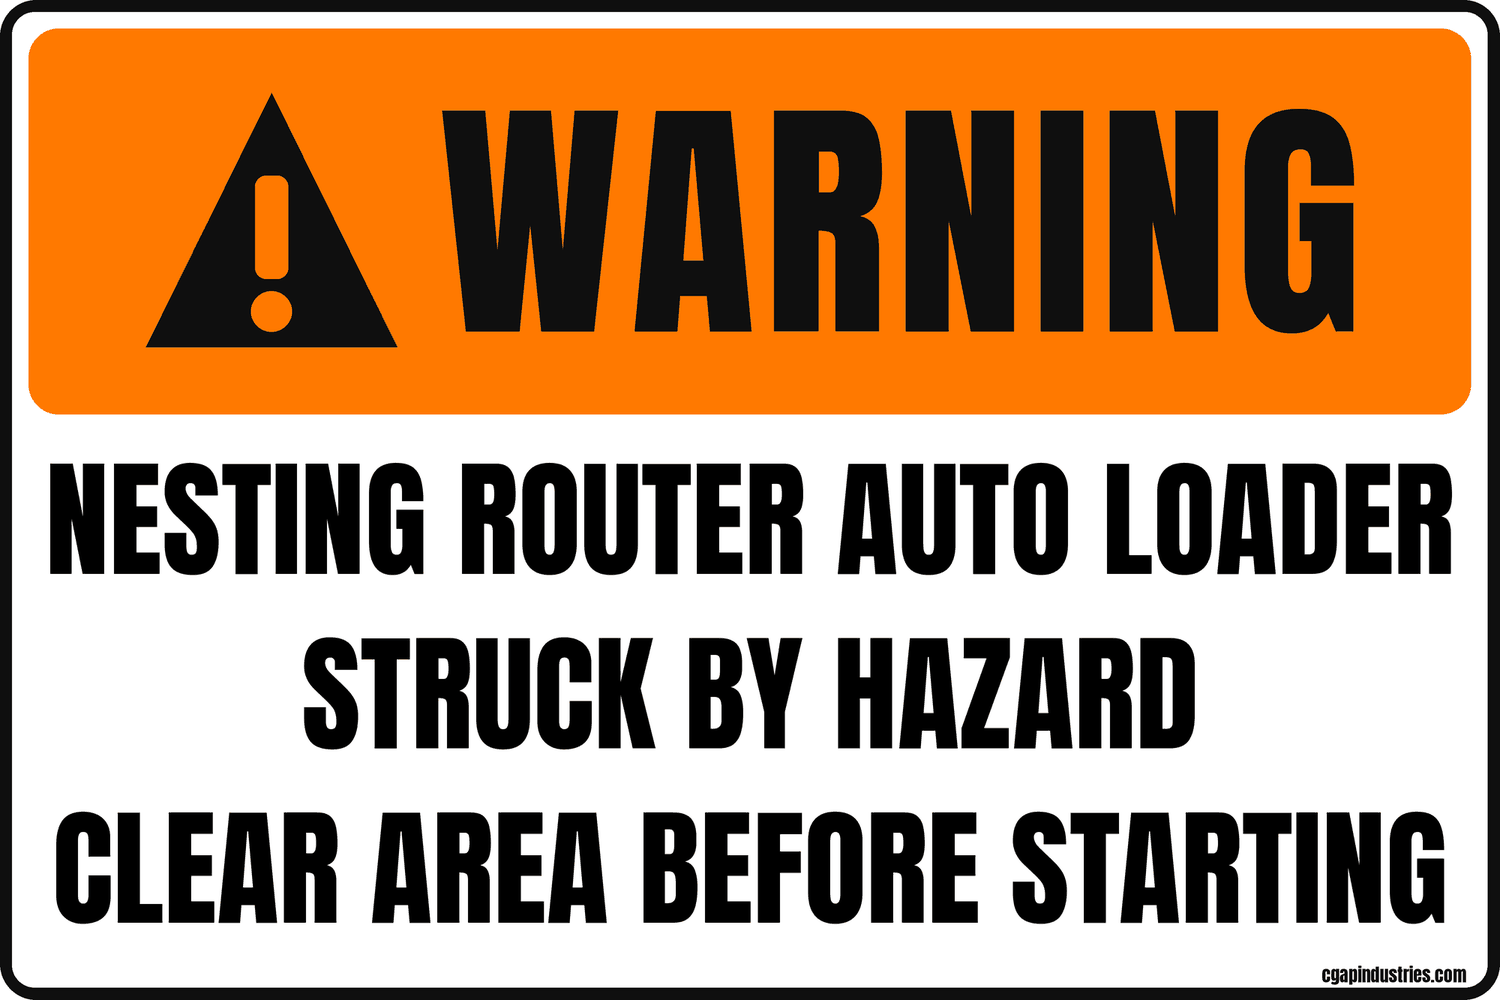 WARNING
NESTING ROUTER AUTO LOADER
STRUCK BY HAZARD
CLEAR AREA BEFORE STARTING
cgapindustries.com